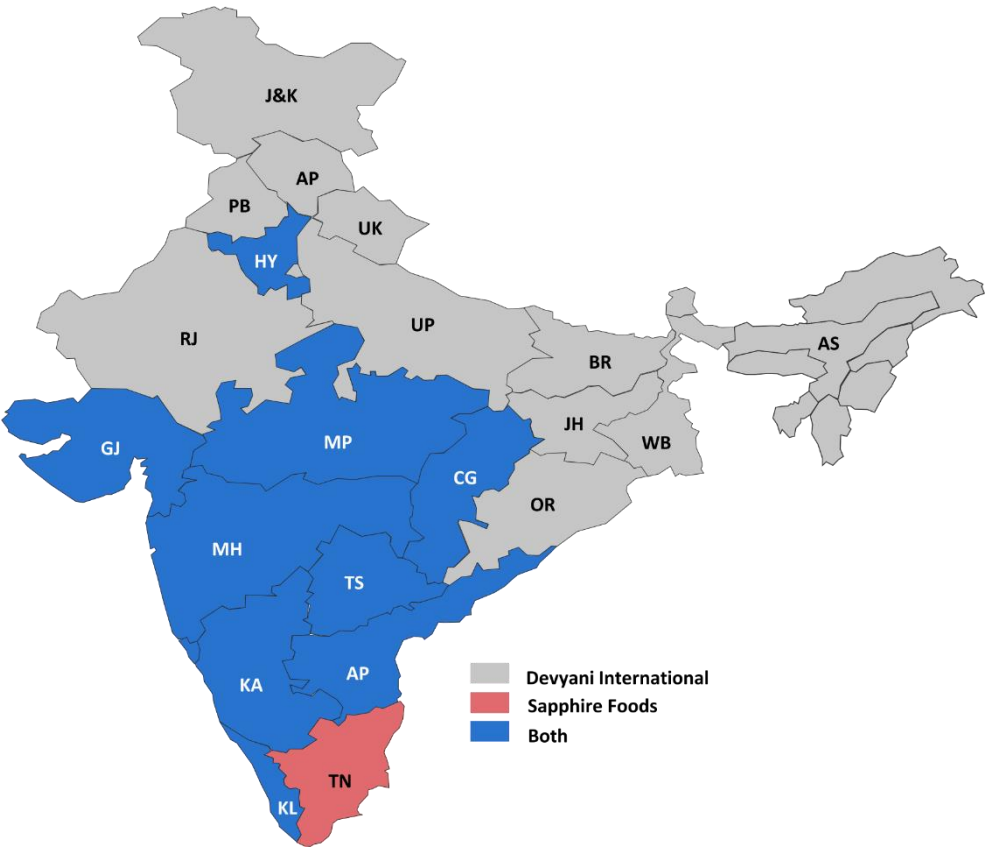 J&K
AP
PB
UK
HY
RJ
UP
BR
AS
JH
WB
GJ
MP
CG
OR
MH
TS
KA
AP
TN
KL
Devyani International
Sapphire Foods
Both